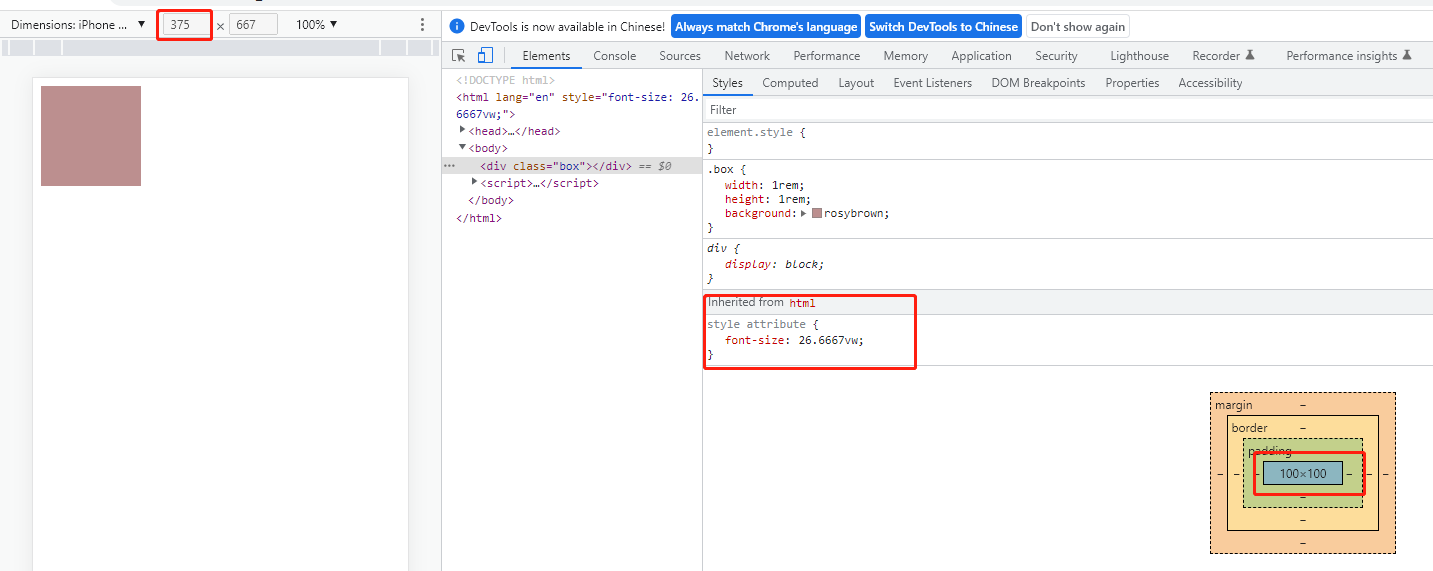 Dimensions: iPhone ... ▼ 375 × 667 100% ▼
DevTools is now available in Chinese! Always match Chrome's language Switch DevTools to Chinese Don't show again
Elements Console Sources Network Performance Memory Application Security Lighthouse Recorder Performance insights
<!DOCTYPE html>
<html lang="en" style="font-size: 26.
6667vw;">
<head>…</head>
<body>
<div class="box"></div> == $0
<script>…</script>
</body>
</html>
Styles Computed Layout Event Listeners DOM Breakpoints Properties Accessibility
Filter
element.style {
}
.box {
width: 1rem;
height: 1rem;
background: rosybrown;
}
div {
display: block;
}
Inherited from html
style attribute {
font-size: 26.6667vw;
}
margin –
border –
padding
– – – 100×100 – – –
–
–
–